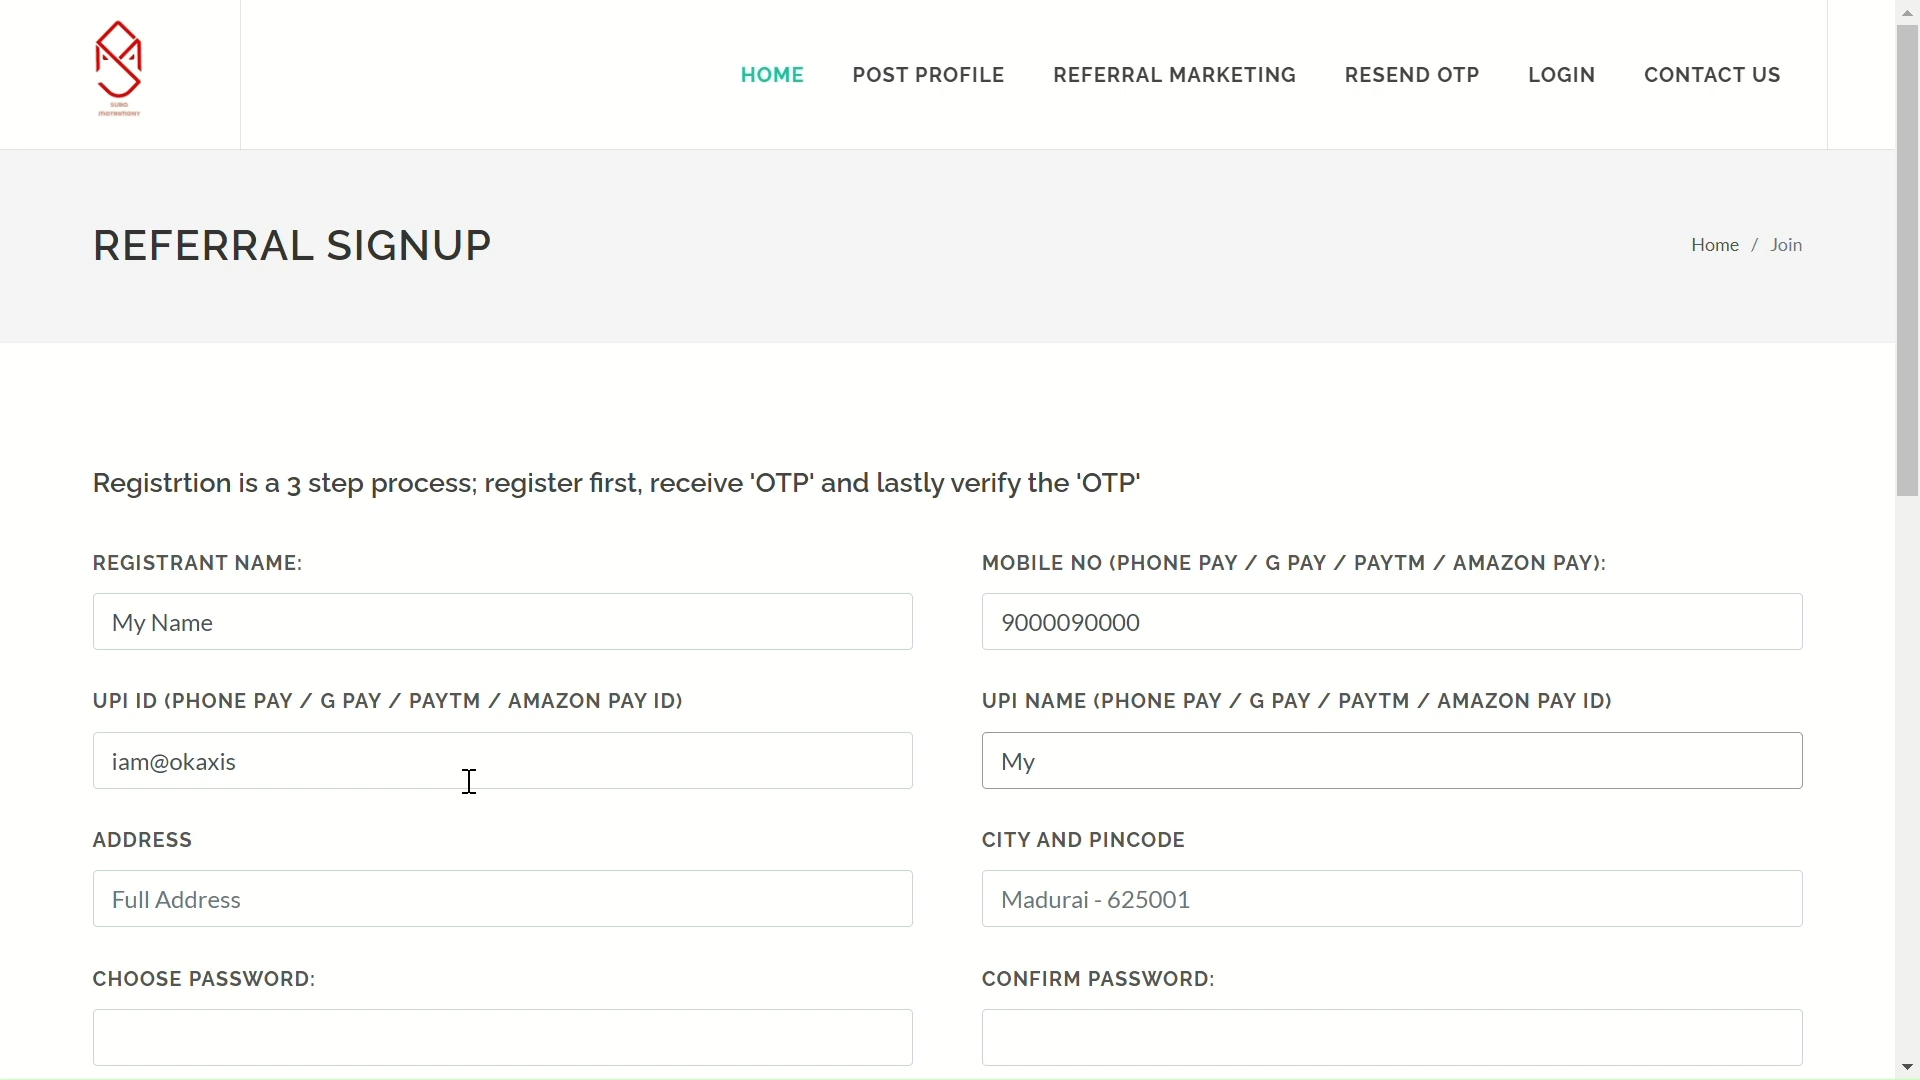 SUBA
MATRIMONY
HOME POST PROFILE REFERRAL MARKETING RESEND OTP LOGIN CONTACT US
REFERRAL SIGNUP
Home / Join
Registrtion is a 3 step process; register first, receive 'OTP' and lastly verify the 'OTP'
REGISTRANT NAME: MOBILE NO (PHONE PAY / G PAY / PAYTM / AMAZON PAY):
My Name 9000090000
UPI ID (PHONE PAY / G PAY / PAYTM / AMAZON PAY ID) UPI NAME (PHONE PAY / G PAY / PAYTM / AMAZON PAY ID)
iam@okaxis My
ADDRESS CITY AND PINCODE
Full Address Madurai - 625001
CHOOSE PASSWORD: CONFIRM PASSWORD: